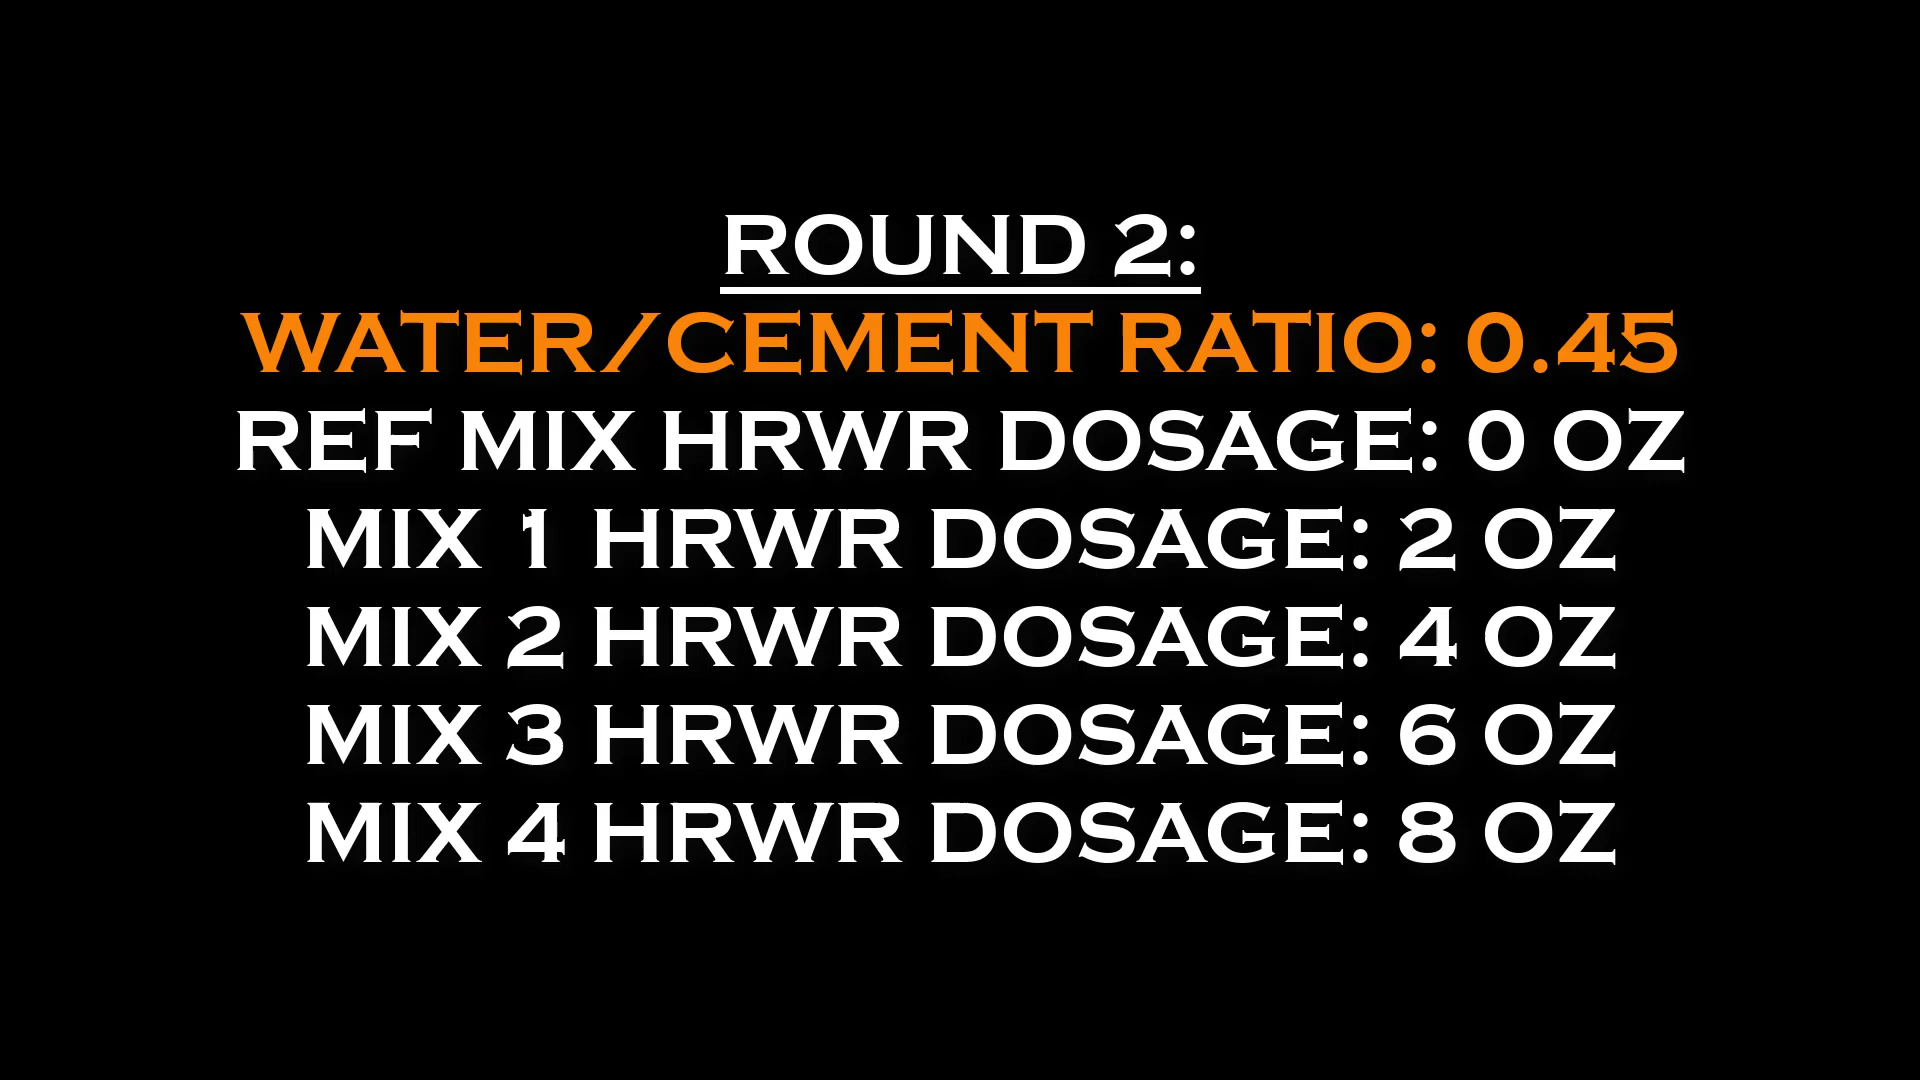 ROUND 2:
WATER/CEMENT RATIO: 0.45
REF MIX HRWR DOSAGE: 0 OZ
MIX 1 HRWR DOSAGE: 2 OZ
MIX 2 HRWR DOSAGE: 4 OZ
MIX 3 HRWR DOSAGE: 6 OZ
MIX 4 HRWR DOSAGE: 8 OZ